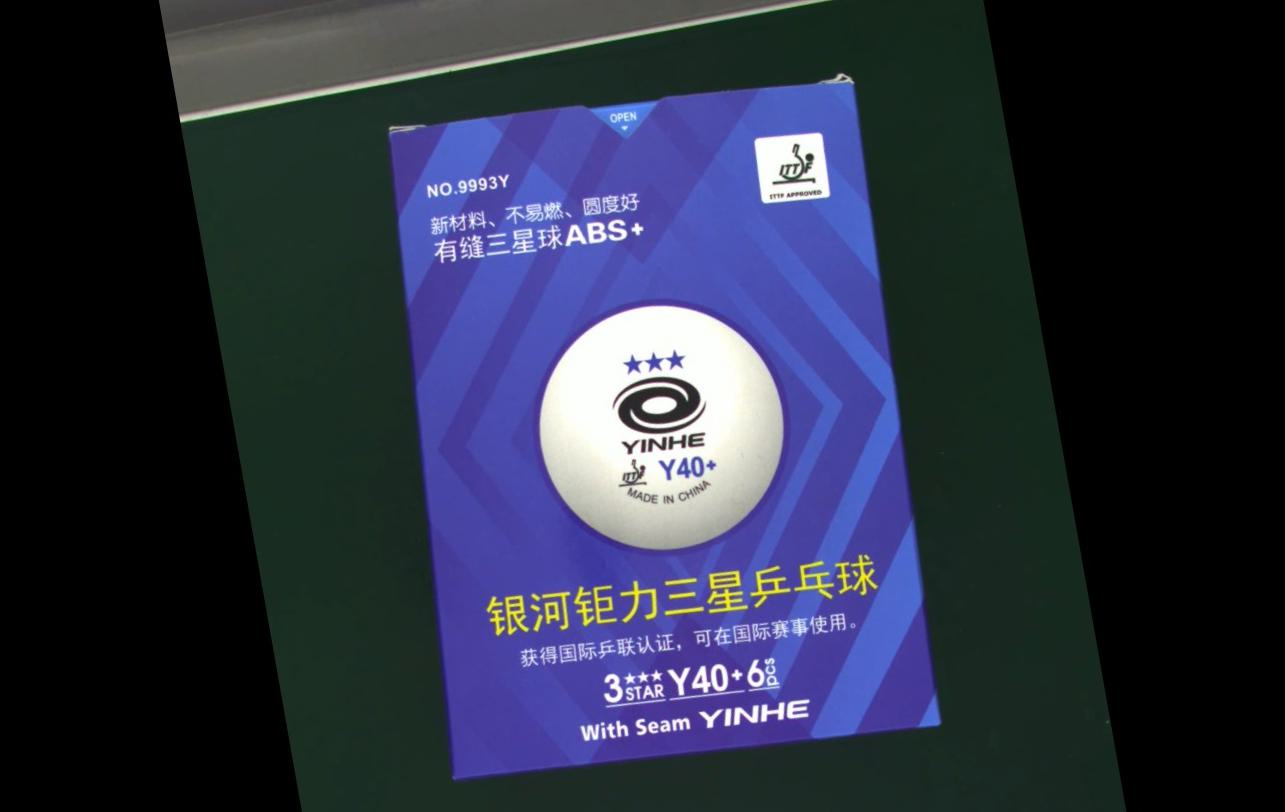 OPEN
NO.9993Y
ITTF
ITTF APPROVED
新材料、不易燃、圆度好
有缝三星球ABS+
★★★
YINHE
ITTF Y40+
MADE IN CHINA
银河钜力三星乒乓球
获得国际乒联认证，可在国际赛事使用。
3★★★STAR Y40+ 6PCS
With Seam YINHE